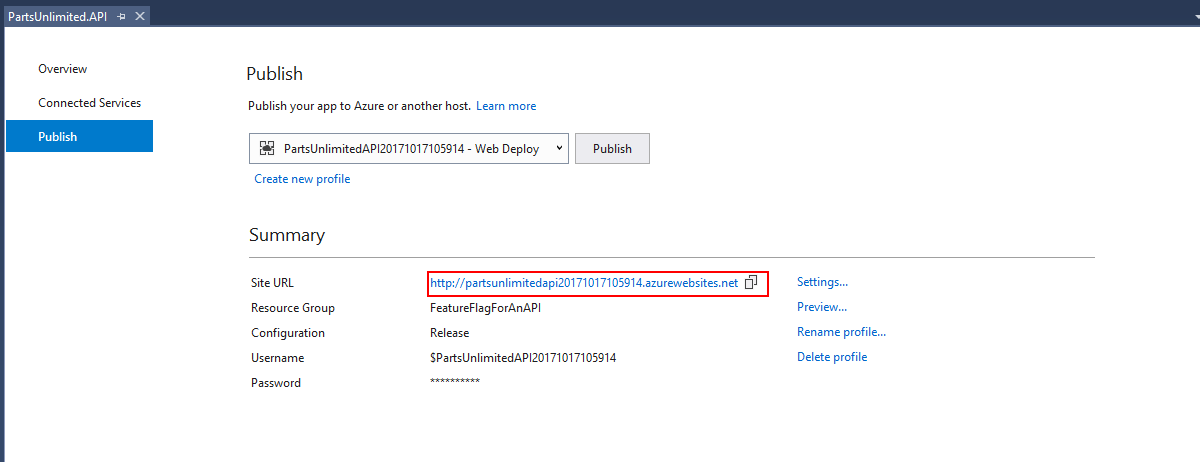 PartsUnlimited.API
Overview
Connected Services
Publish
Publish
Publish your app to Azure or another host. Learn more
PartsUnlimitedAPI20171017105914 - Web Deploy
Publish
Create new profile
Summary
Site URL http://partsunlimitedapi20171017105914.azurewebsites.net Settings...
Resource Group FeatureFlagForAnAPI Preview...
Configuration Release Rename profile...
Username $PartsUnlimitedAPI20171017105914 Delete profile
Password **********